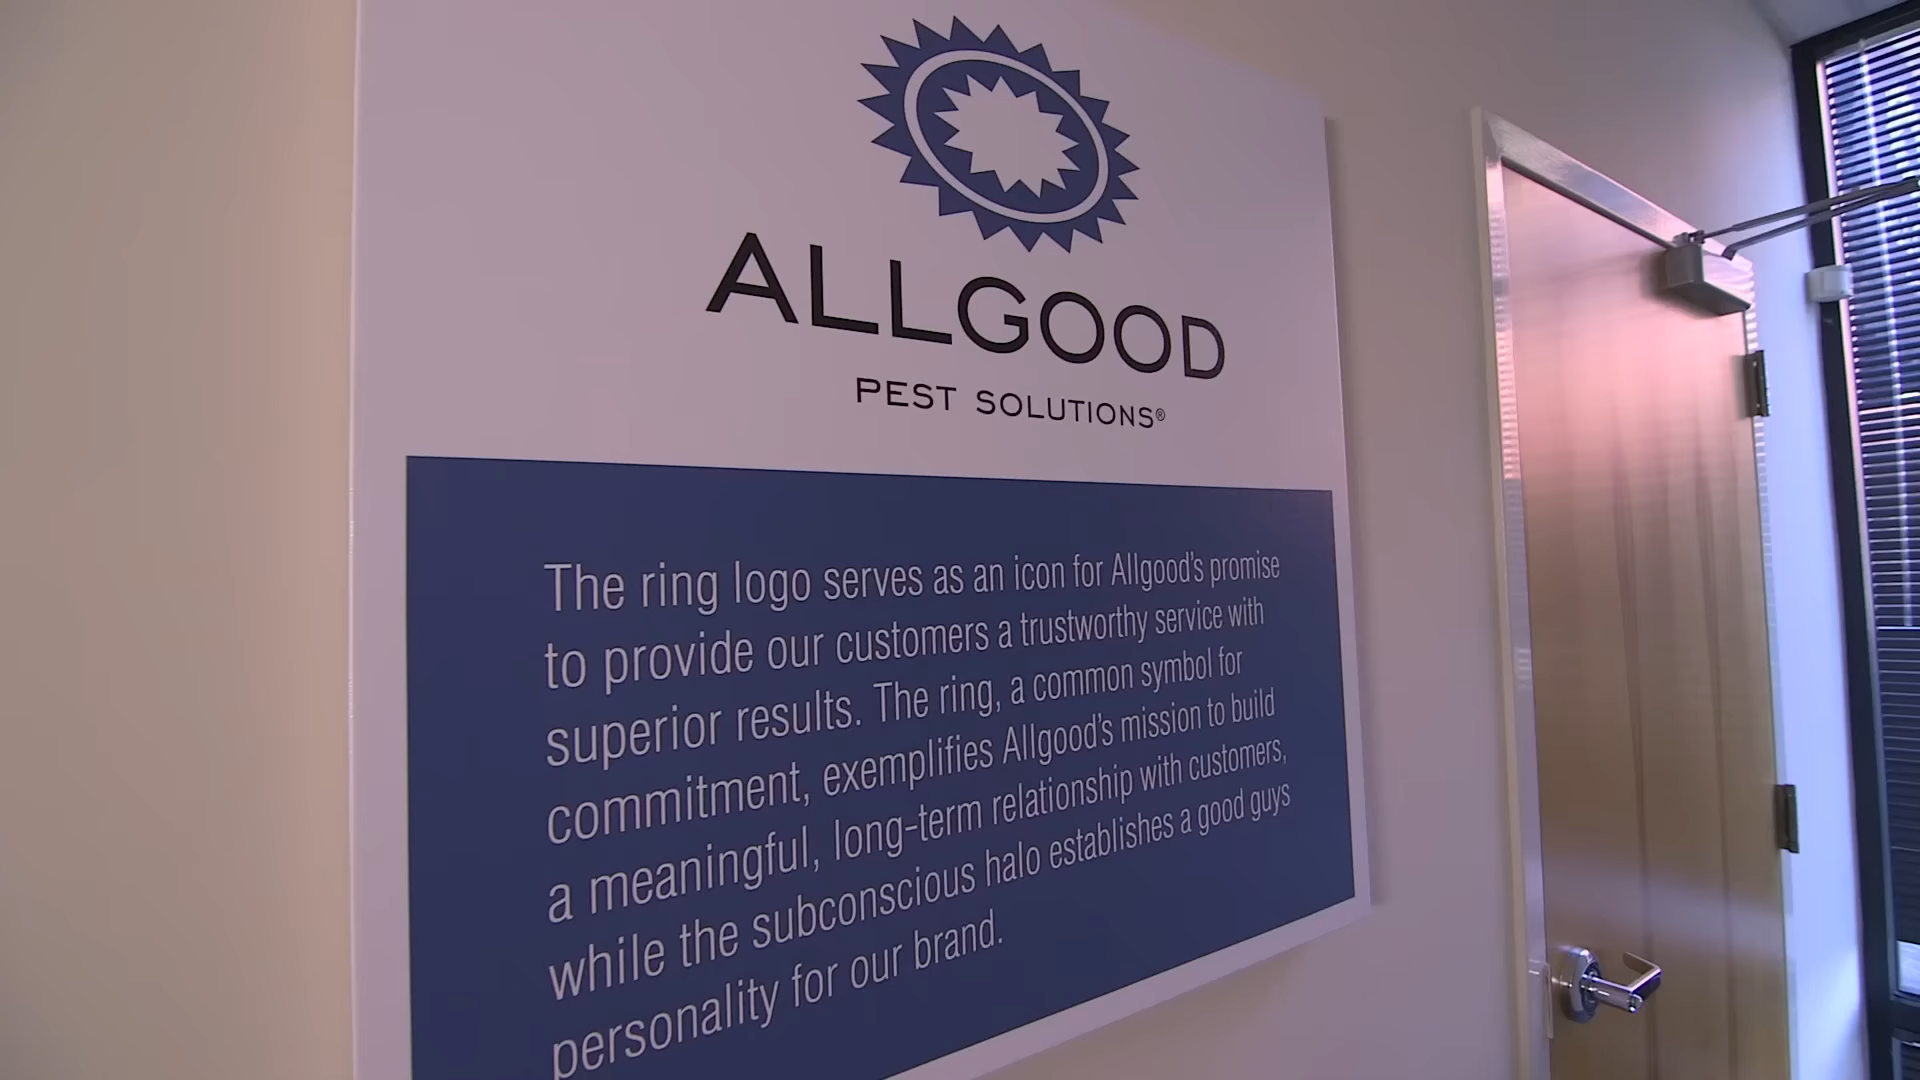 ALLGOOD
PEST SOLUTIONS®
The ring logo serves as an icon for Allgood's promise
to provide our customers a trustworthy service with
superior results. The ring, a common symbol for
commitment, exemplifies Allgood's mission to build
a meaningful, long-term relationship with customers,
while the subconscious halo establishes a good guys
personality for our brand.